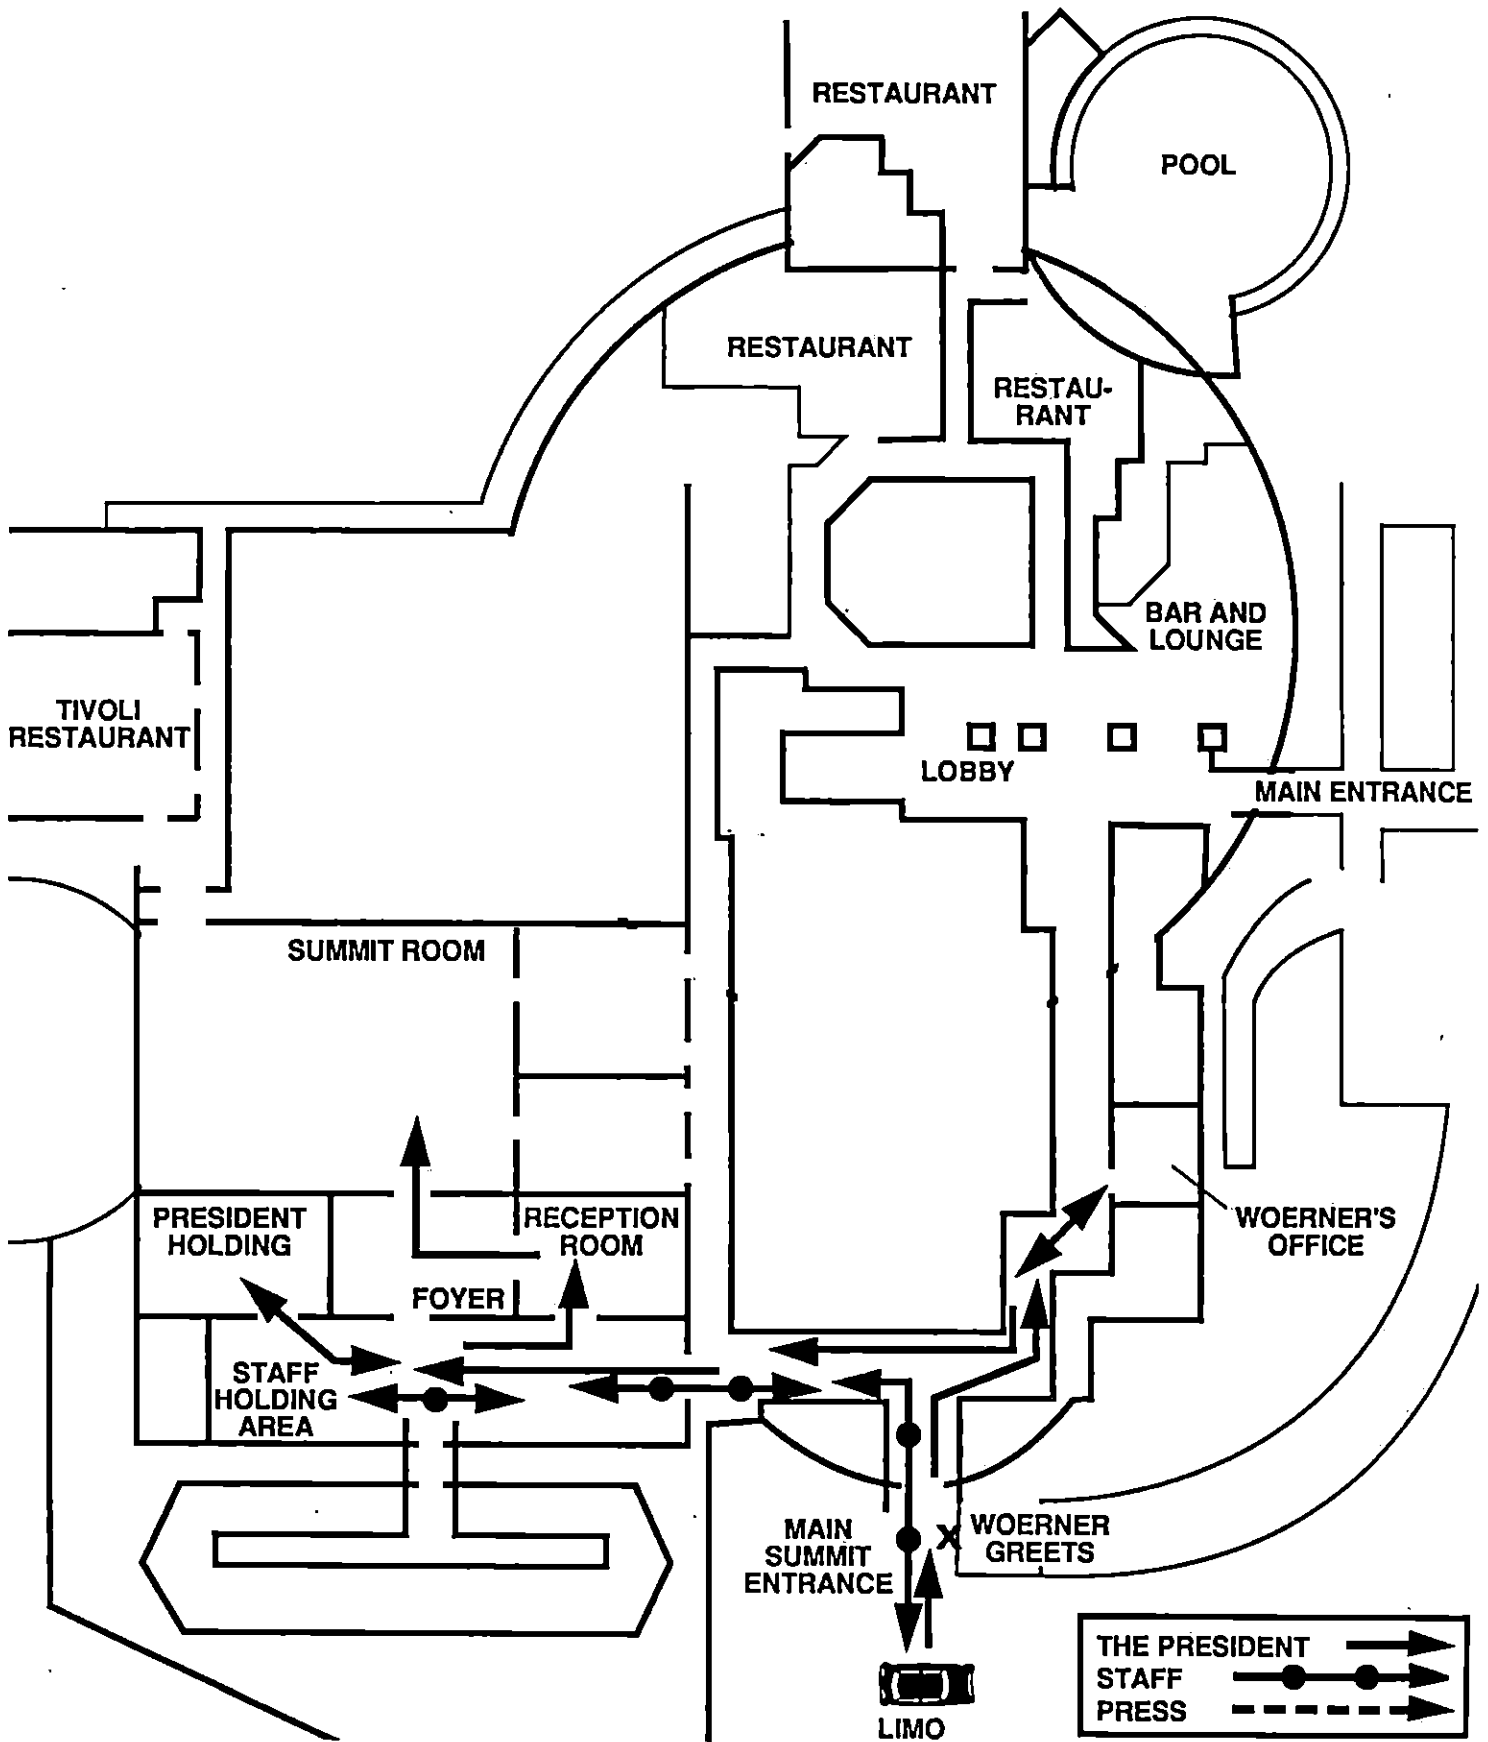 RESTAURANT
POOL
RESTAURANT
RESTAU-
RANT
BAR AND
LOUNGE
TIVOLI
RESTAURANT
LOBBY
MAIN ENTRANCE
SUMMIT ROOM
PRESIDENT
HOLDING
RECEPTION
ROOM
WOERNER'S
OFFICE
FOYER
STAFF
HOLDING
AREA
MAIN
SUMMIT
ENTRANCE
X
WOERNER
GREETS
LIMO
THE PRESIDENT
STAFF
PRESS